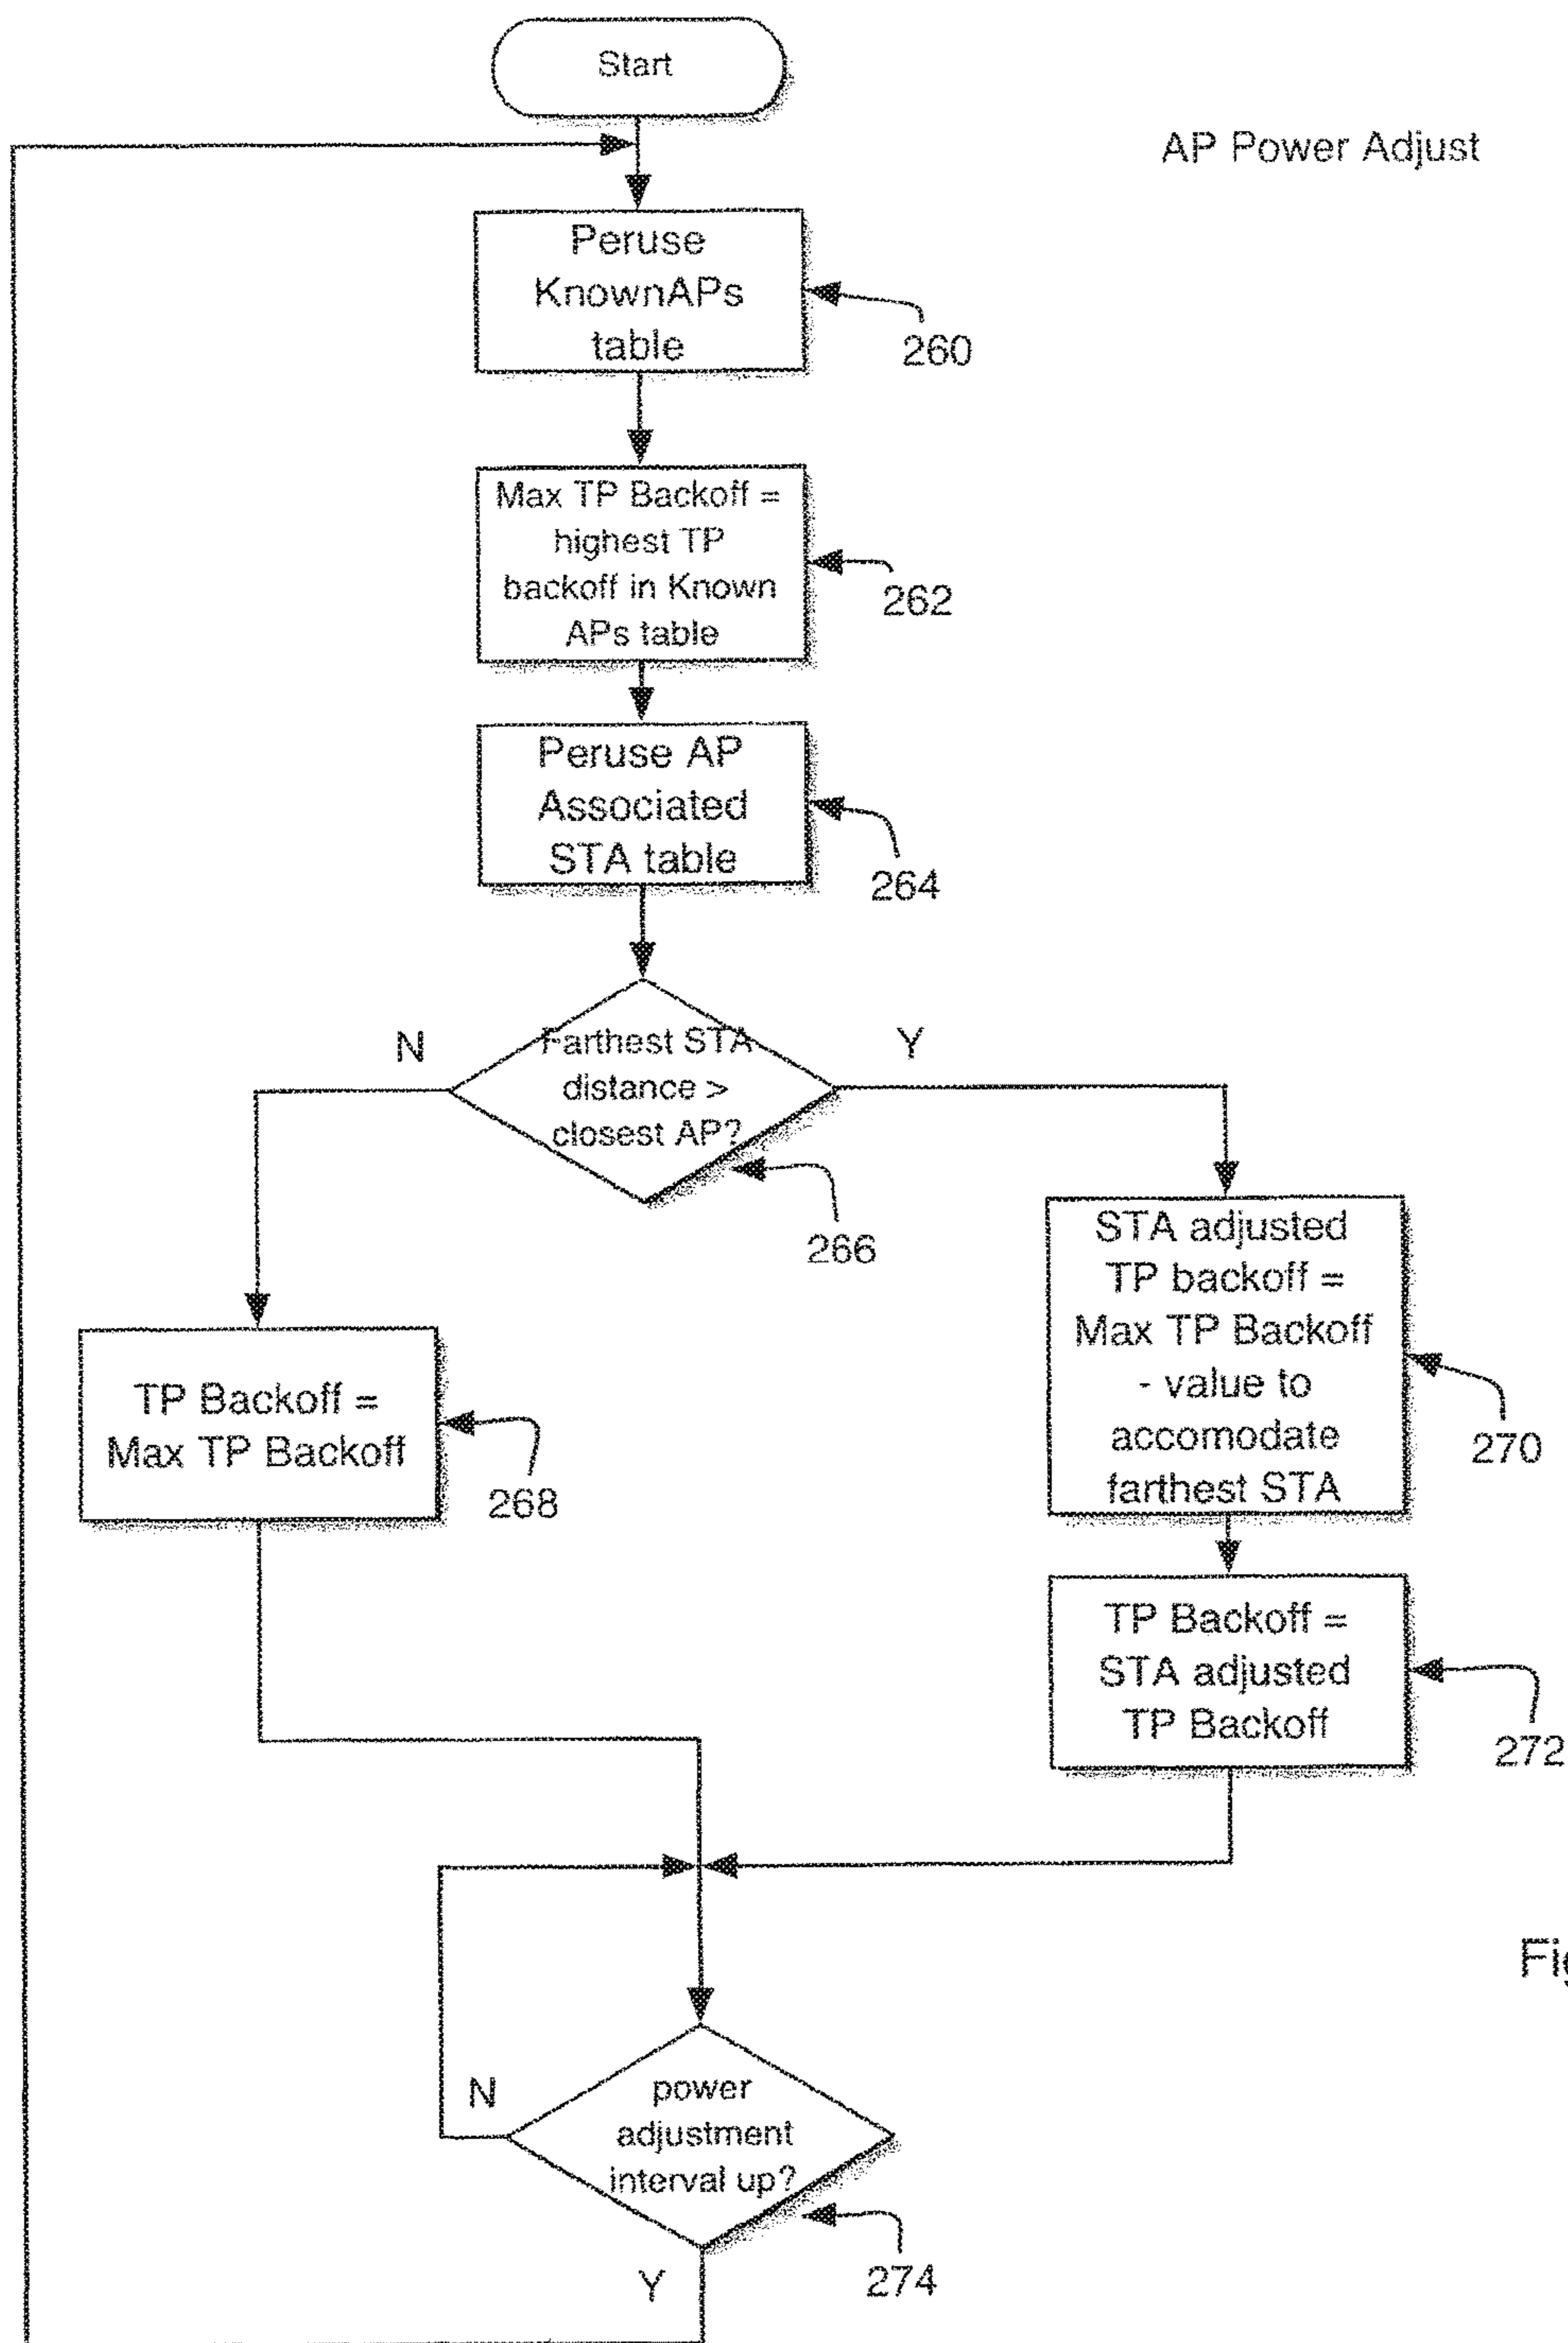 Start
AP Power Adjust
Peruse
KnownAPs
table
260
Max TP Backoff =
highest TP
backoff in Known
APs table
262
Peruse AP
Associated
STA table
264
N
Farthest STA
distance >
closest AP?
Y
266
STA adjusted
TP backoff =
Max TP Backoff
- value to
accomodate
farthest STA
270
TP Backoff =
Max TP Backoff
268
TP Backoff =
STA adjusted
TP Backoff
272
N
power
adjustment
interval up?
274
Y